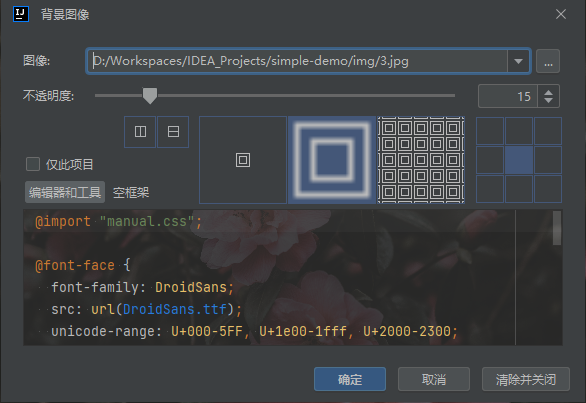 IJ 背景图像
图像: D:/Workspaces/IDEA_Projects/simple-demo/img/3.jpg ...
不透明度: 15
仅此项目
编辑器和工具 空框架
@import "manual.css";
@font-face {
font-family: DroidSans;
src: url(DroidSans.ttf);
unicode-range: U+000-5FF, U+1e00-1fff, U+2000-2300;
确定 取消 清除并关闭